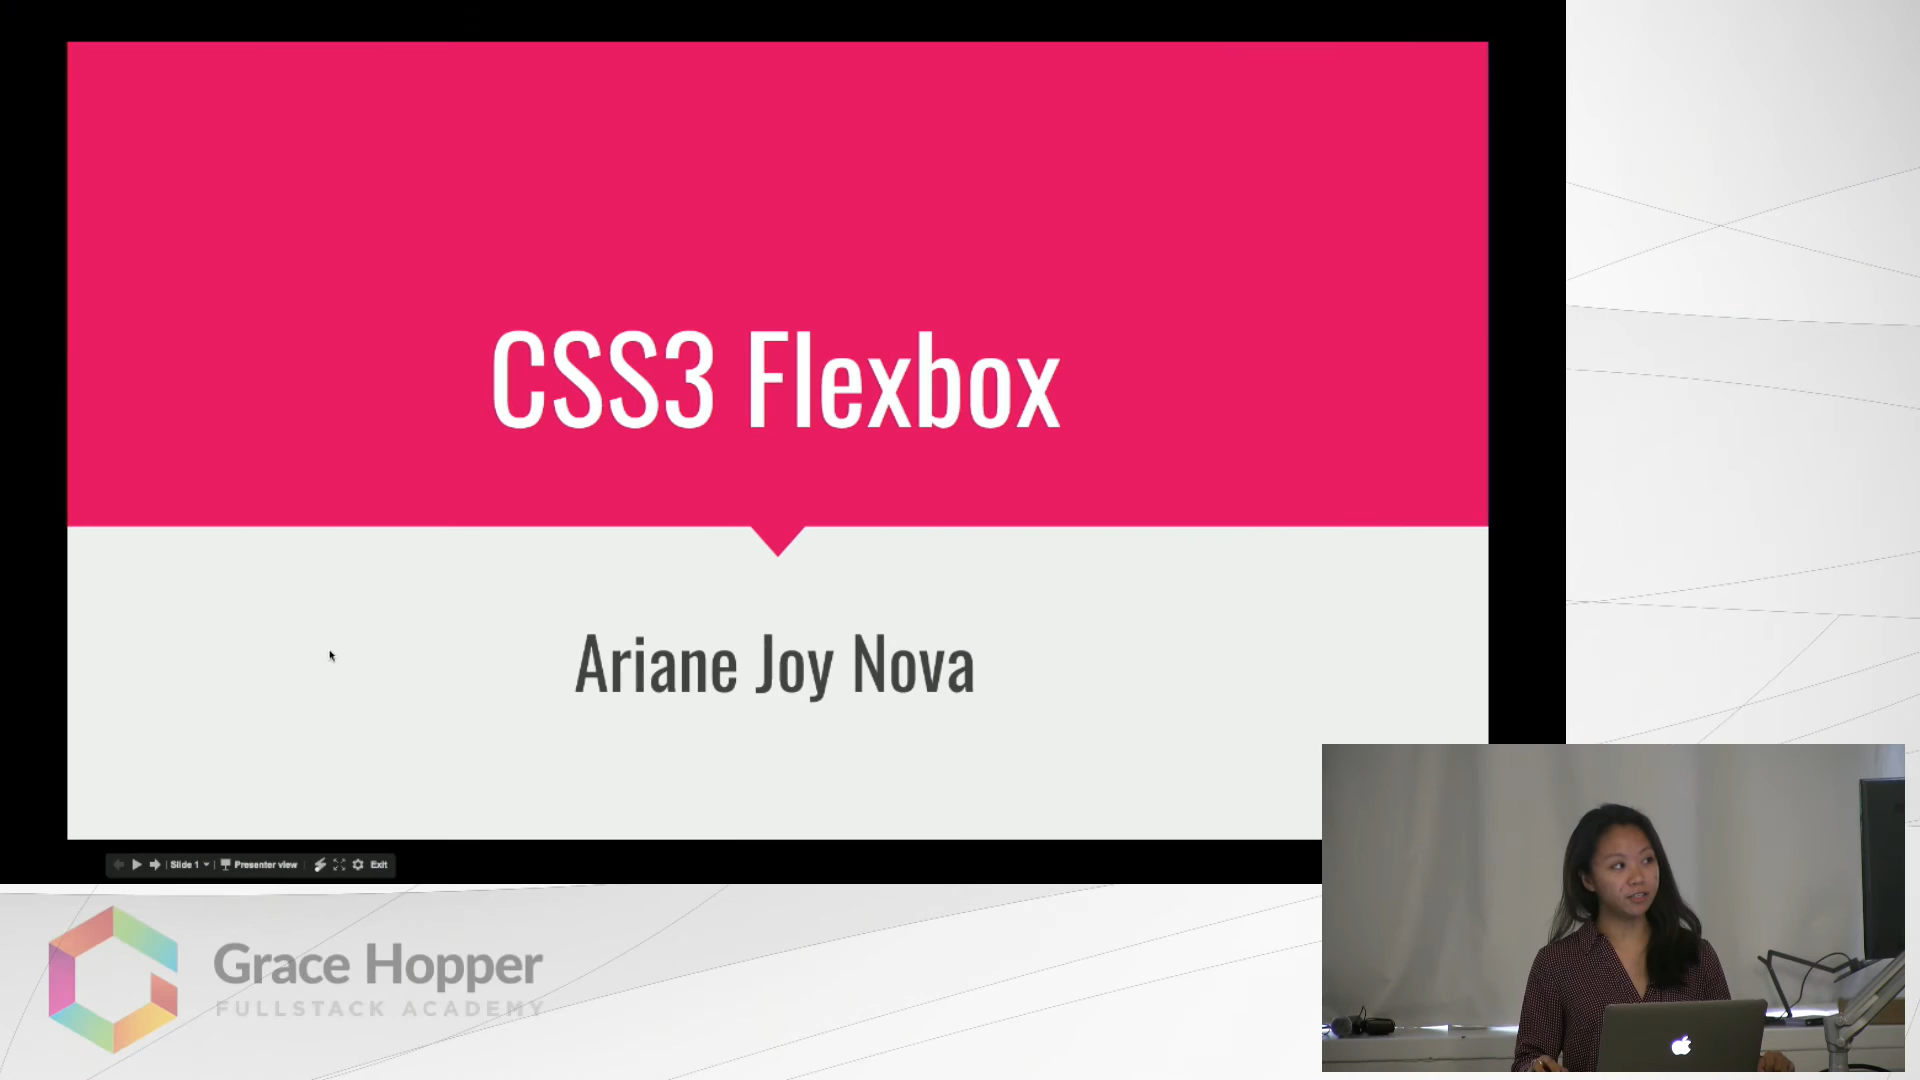 CSS3 Flexbox
Ariane Joy Nova
Slide 1
Presenter view
Exit
Grace Hopper
FULLSTACK ACADEMY